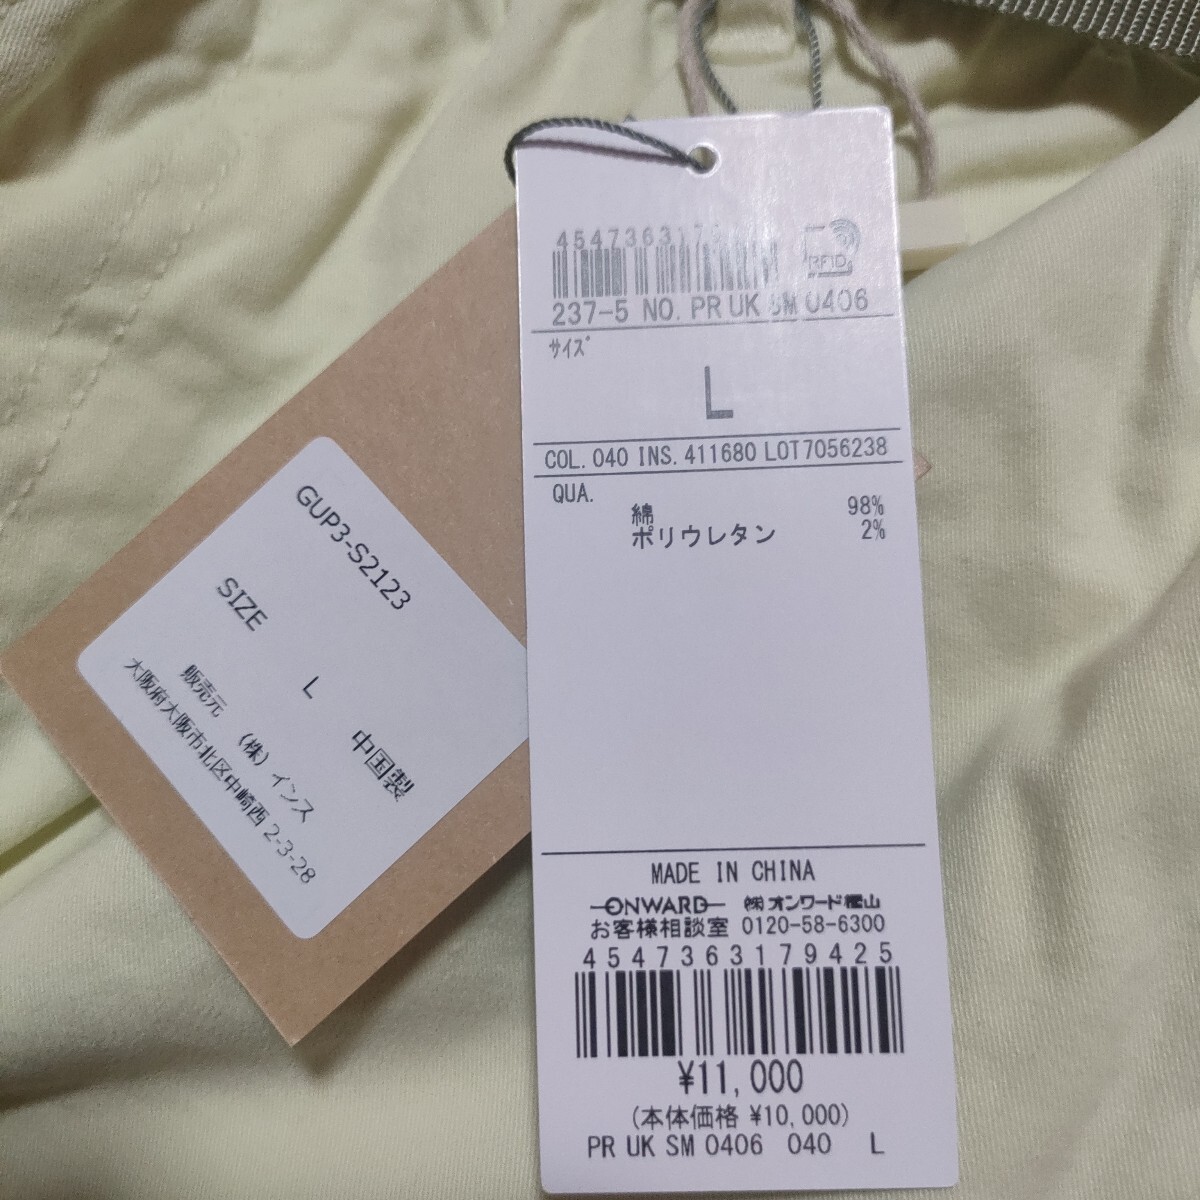 45473631
RFID
237-5 NO. PR UK SM 0406
サイズ
L
COL. 040 INS. 411680 LOT7056238
QUA.
綿 98%
ポリウレタン 2%
MADE IN CHINA
ONWARD ㈱オンワード樫山
お客様相談室 0120-58-6300
4547363179425
¥11,000
(本体価格 ¥10,000)
PR UK SM 0406 040 L
GUP3-S2123
SIZE
L
中国製
販売元 (株)インス
大阪府大阪市北区中崎西2-3-28